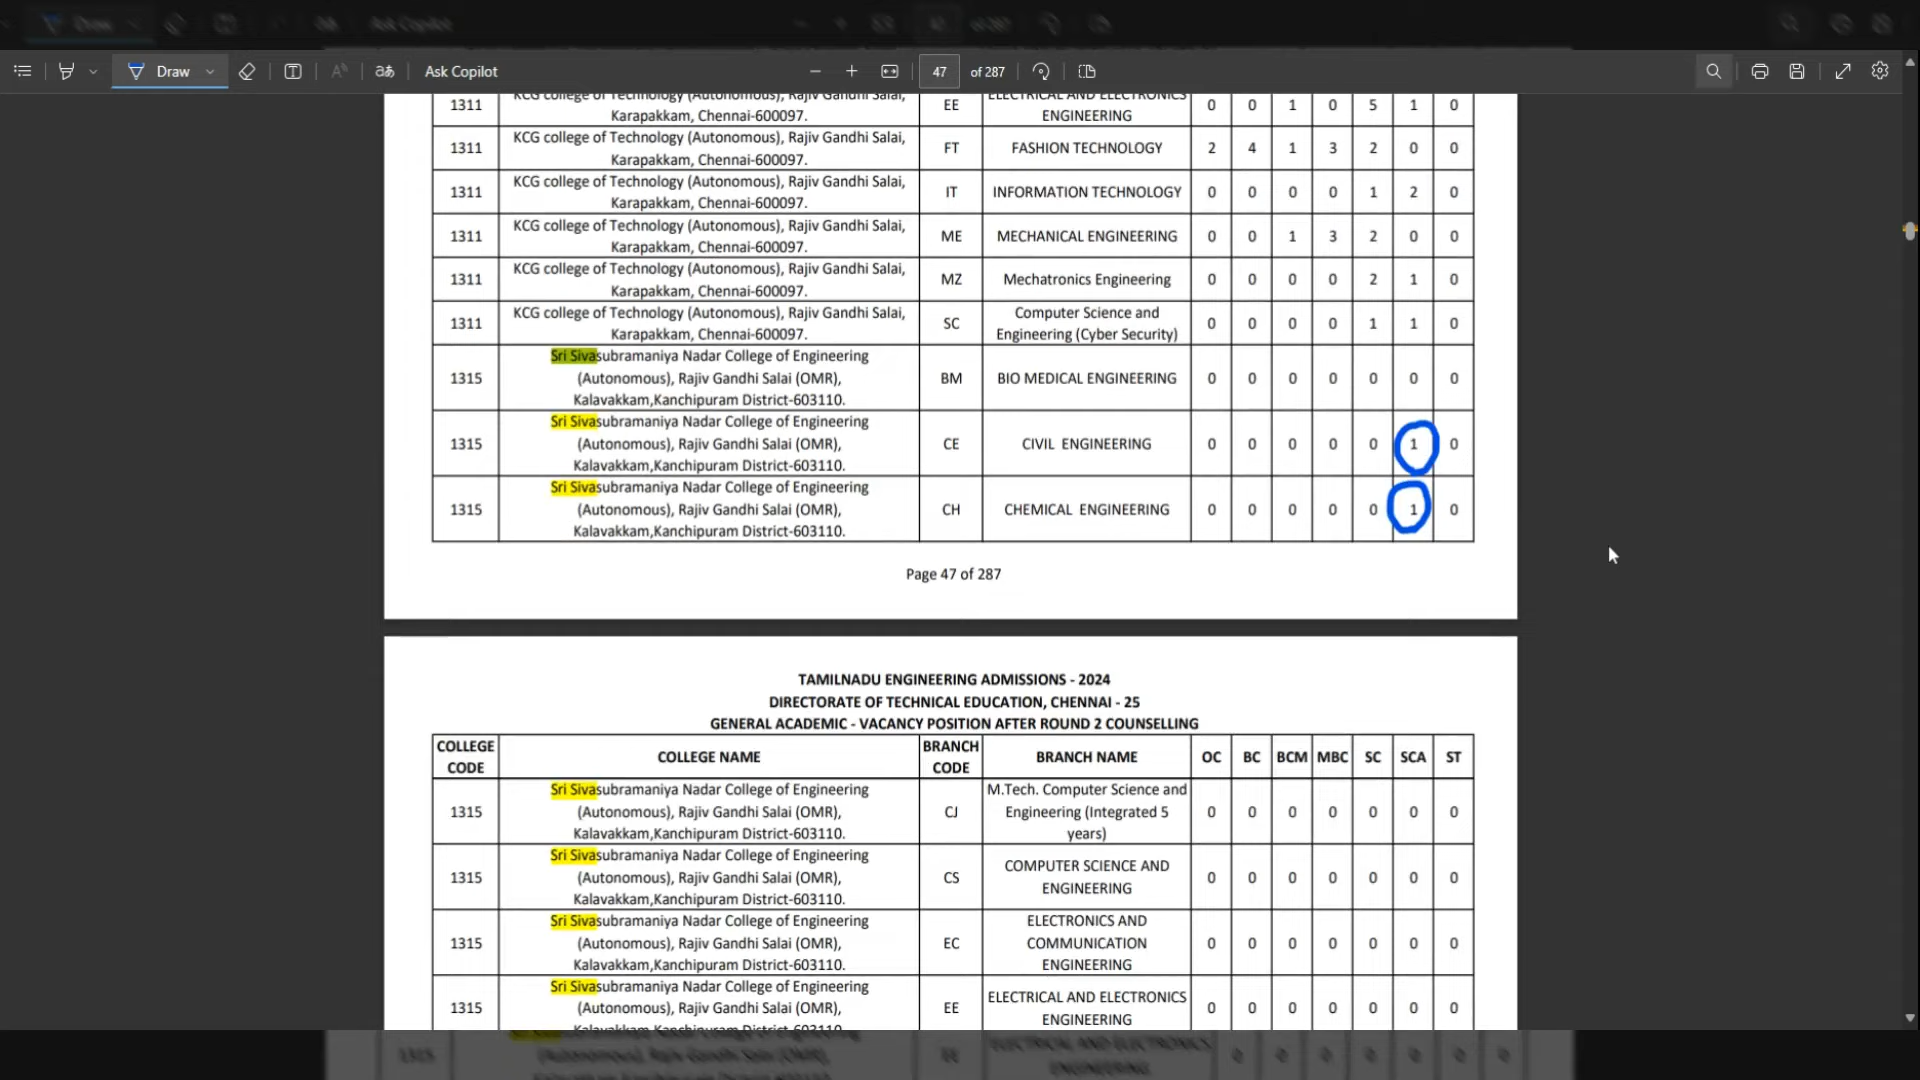 Draw
Ask Copilot
47
of 287
1311
KCG college of Technology (Autonomous), Rajiv Gandhi Salai,
Karapakkam, Chennai-600097.
EE
ELECTRICAL AND ELECTRONICS
ENGINEERING
0 0 1 0 5 1 0
1311
KCG college of Technology (Autonomous), Rajiv Gandhi Salai,
Karapakkam, Chennai-600097.
FT
FASHION TECHNOLOGY
2 4 1 3 2 0 0
1311
KCG college of Technology (Autonomous), Rajiv Gandhi Salai,
Karapakkam, Chennai-600097.
IT
INFORMATION TECHNOLOGY
0 0 0 0 1 2 0
1311
KCG college of Technology (Autonomous), Rajiv Gandhi Salai,
Karapakkam, Chennai-600097.
ME
MECHANICAL ENGINEERING
0 0 1 3 2 0 0
1311
KCG college of Technology (Autonomous), Rajiv Gandhi Salai,
Karapakkam, Chennai-600097.
MZ
Mechatronics Engineering
0 0 0 0 2 1 0
1311
KCG college of Technology (Autonomous), Rajiv Gandhi Salai,
Karapakkam, Chennai-600097.
SC
Computer Science and
Engineering (Cyber Security)
0 0 0 0 1 1 0
1315
Sri Sivasubramaniya Nadar College of Engineering
(Autonomous), Rajiv Gandhi Salai (OMR),
Kalavakkam,Kanchipuram District-603110.
BM
BIO MEDICAL ENGINEERING
0 0 0 0 0 0 0
1315
Sri Sivasubramaniya Nadar College of Engineering
(Autonomous), Rajiv Gandhi Salai (OMR),
Kalavakkam,Kanchipuram District-603110.
CE
CIVIL ENGINEERING
0 0 0 0 0 1 0
1315
Sri Sivasubramaniya Nadar College of Engineering
(Autonomous), Rajiv Gandhi Salai (OMR),
Kalavakkam,Kanchipuram District-603110.
CH
CHEMICAL ENGINEERING
0 0 0 0 0 1 0
Page 47 of 287
TAMILNADU ENGINEERING ADMISSIONS - 2024
DIRECTORATE OF TECHNICAL EDUCATION, CHENNAI - 25
GENERAL ACADEMIC - VACANCY POSITION AFTER ROUND 2 COUNSELLING
COLLEGE
CODE
COLLEGE NAME
BRANCH
CODE
BRANCH NAME
OC BC BCM MBC SC SCA ST
1315
Sri Sivasubramaniya Nadar College of Engineering
(Autonomous), Rajiv Gandhi Salai (OMR),
Kalavakkam,Kanchipuram District-603110.
CJ
M.Tech. Computer Science and
Engineering (Integrated 5
years)
0 0 0 0 0 0 0
1315
Sri Sivasubramaniya Nadar College of Engineering
(Autonomous), Rajiv Gandhi Salai (OMR),
Kalavakkam,Kanchipuram District-603110.
CS
COMPUTER SCIENCE AND
ENGINEERING
0 0 0 0 0 0 0
1315
Sri Sivasubramaniya Nadar College of Engineering
(Autonomous), Rajiv Gandhi Salai (OMR),
Kalavakkam,Kanchipuram District-603110.
EC
ELECTRONICS AND
COMMUNICATION
ENGINEERING
0 0 0 0 0 0 0
1315
Sri Sivasubramaniya Nadar College of Engineering
(Autonomous), Rajiv Gandhi Salai (OMR),
Kalavakkam,Kanchipuram District-603110.
EE
ELECTRICAL AND ELECTRONICS
ENGINEERING
0 0 0 0 0 0 0